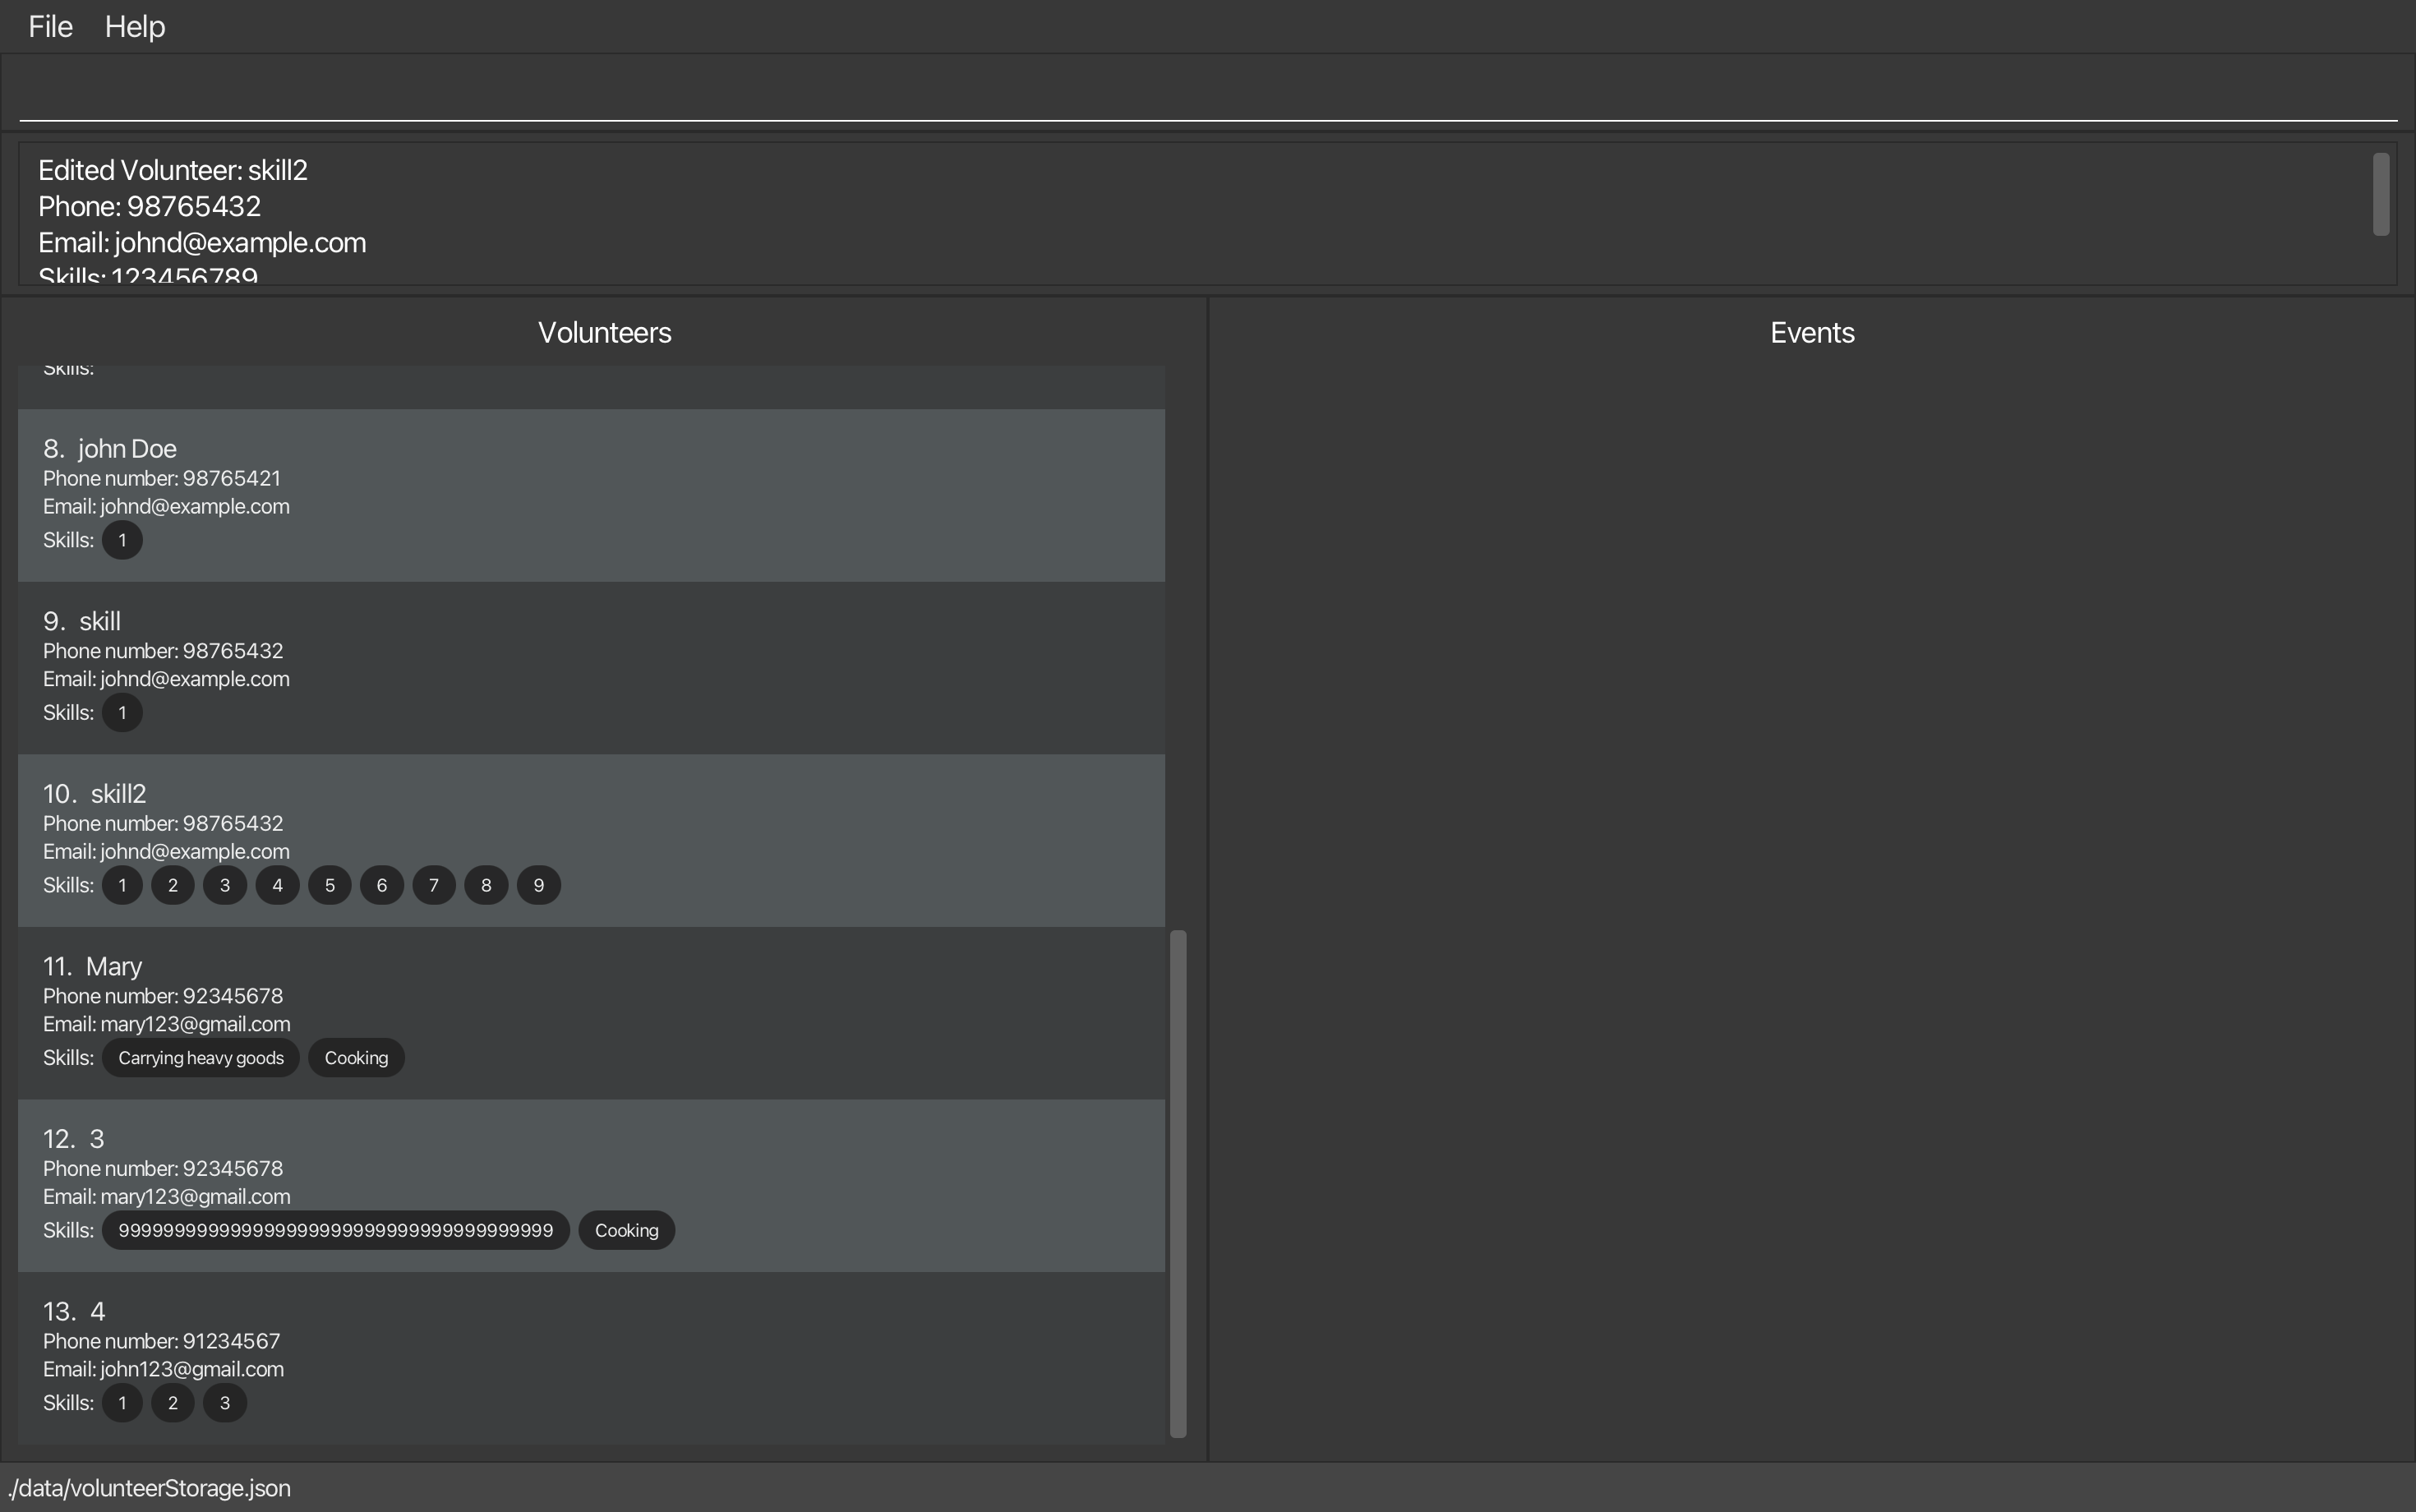 File Help
Edited Volunteer: skill2
Phone: 98765432
Email: johnd@example.com
Skills: 123456789
Volunteers
Events
Skills:
8. john Doe
Phone number: 98765421
Email: johnd@example.com
Skills: 1
9. skill
Phone number: 98765432
Email: johnd@example.com
Skills: 1
10. skill2
Phone number: 98765432
Email: johnd@example.com
Skills: 1 2 3 4 5 6 7 8 9
11. Mary
Phone number: 92345678
Email: mary123@gmail.com
Skills: Carrying heavy goods Cooking
12. 3
Phone number: 92345678
Email: mary123@gmail.com
Skills: Cooking
13. 4
Phone number: 91234567
Email: john123@gmail.com
Skills: 1 2 3
./data/volunteerStorage.json